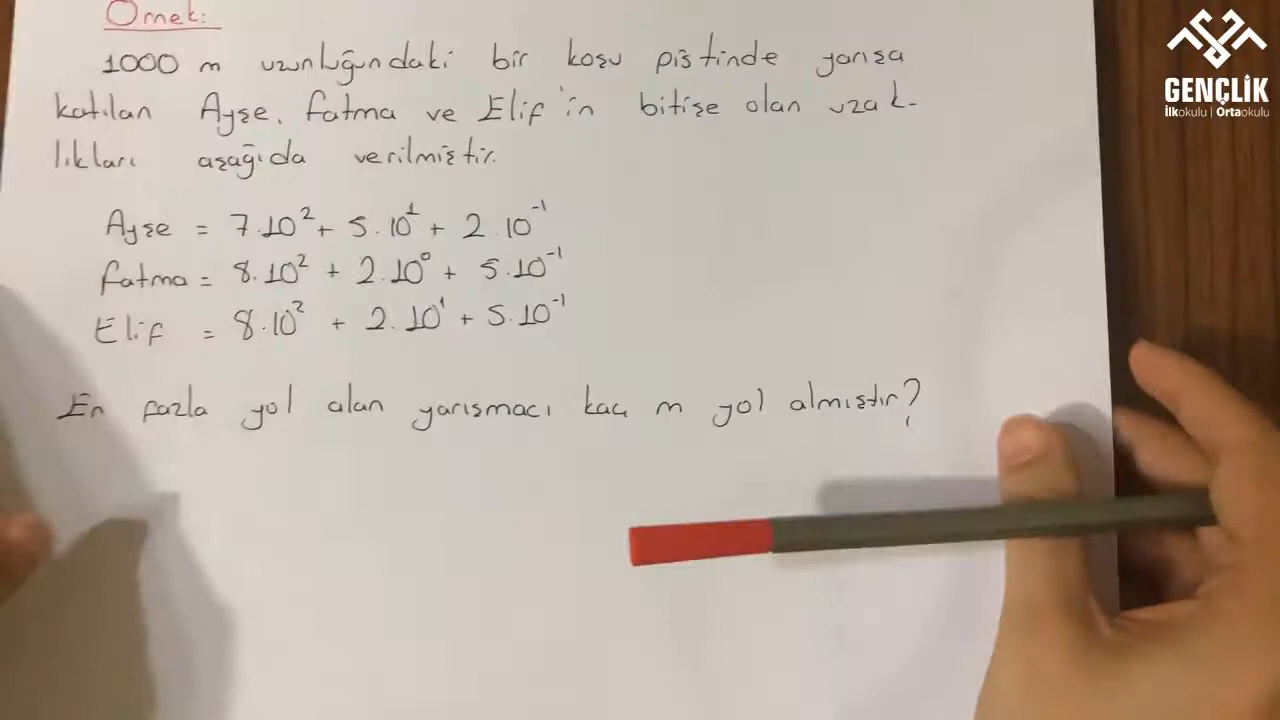 Örnek:
1000 m uzunluğundaki bir koşu pistinde yarışa
katılan Ayşe, Fatma ve Elif'in bitişe olan uzak-
lıkları aşağıda verilmiştir.
Ayşe = 7.10² + 5.10¹ + 2.10⁻¹
Fatma = 8.10² + 2.10⁰ + 5.10⁻¹
Elif = 8.10² + 2.10¹ + 5.10⁻¹
En fazla yol alan yarışmacı kaç m yol almıştır?
GENÇLİK
İlkokulu | Ortaokulu